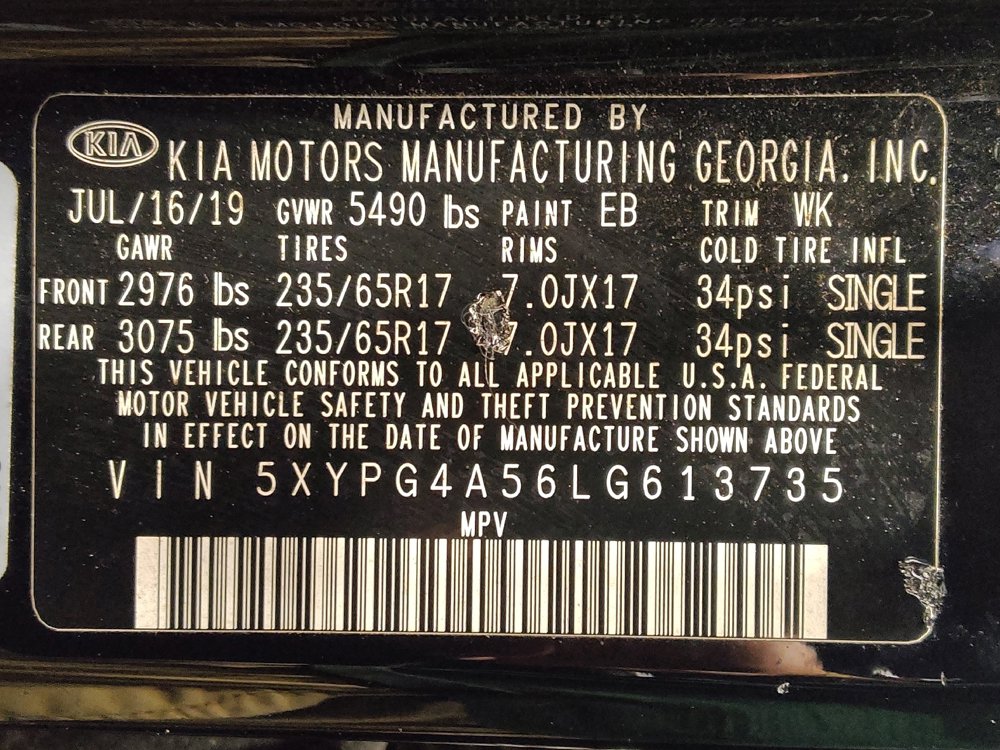 MANUFACTURED BY
KIA KIA MOTORS MANUFACTURING GEORGIA, INC.
JUL/16/19 GVWR 5490 lbs PAINT EB TRIM WK
GAWR TIRES RIMS COLD TIRE INFL
FRONT 2976 lbs 235/65R17 7.0JX17 34psi SINGLE
REAR 3075 lbs 235/65R17 7.0JX17 34psi SINGLE
THIS VEHICLE CONFORMS TO ALL APPLICABLE U.S.A. FEDERAL
MOTOR VEHICLE SAFETY AND THEFT PREVENTION STANDARDS
IN EFFECT ON THE DATE OF MANUFACTURE SHOWN ABOVE
VIN 5XYPG4A56LG613735
MPV